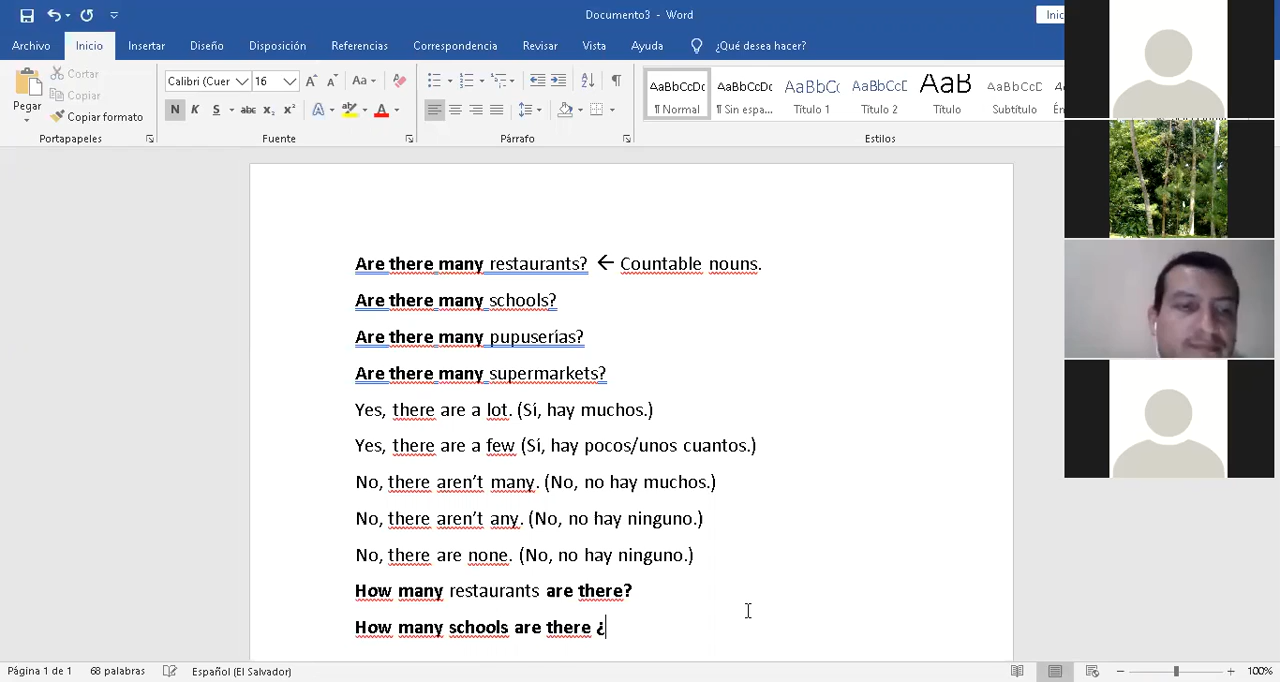 Documento3 - Word
Inic
Archivo Inicio Insertar Diseño Disposición Referencias Correspondencia Revisar Vista Ayuda ¿Qué desea hacer?
Pegar
Cortar
Copiar
Copiar formato
Portapapeles
Calibri (Cuer 16
N K S abc x₂ x²
Fuente
Párrafo
AaBbCcDc AaBbCcDc AaBbCc AaBbCcD AaB AaBbCcD
¶ Normal ¶ Sin espa... Título 1 Título 2 Título Subtítulo
Estilos
Are there many restaurants? ← Countable nouns.
Are there many schools?
Are there many pupuserías?
Are there many supermarkets?
Yes, there are a lot. (Sí, hay muchos.)
Yes, there are a few (Sí, hay pocos/unos cuantos.)
No, there aren’t many. (No, no hay muchos.)
No, there aren’t any. (No, no hay ninguno.)
No, there are none. (No, no hay ninguno.)
How many restaurants are there?
How many schools are there ¿
Página 1 de 1 68 palabras Español (El Salvador) 100%